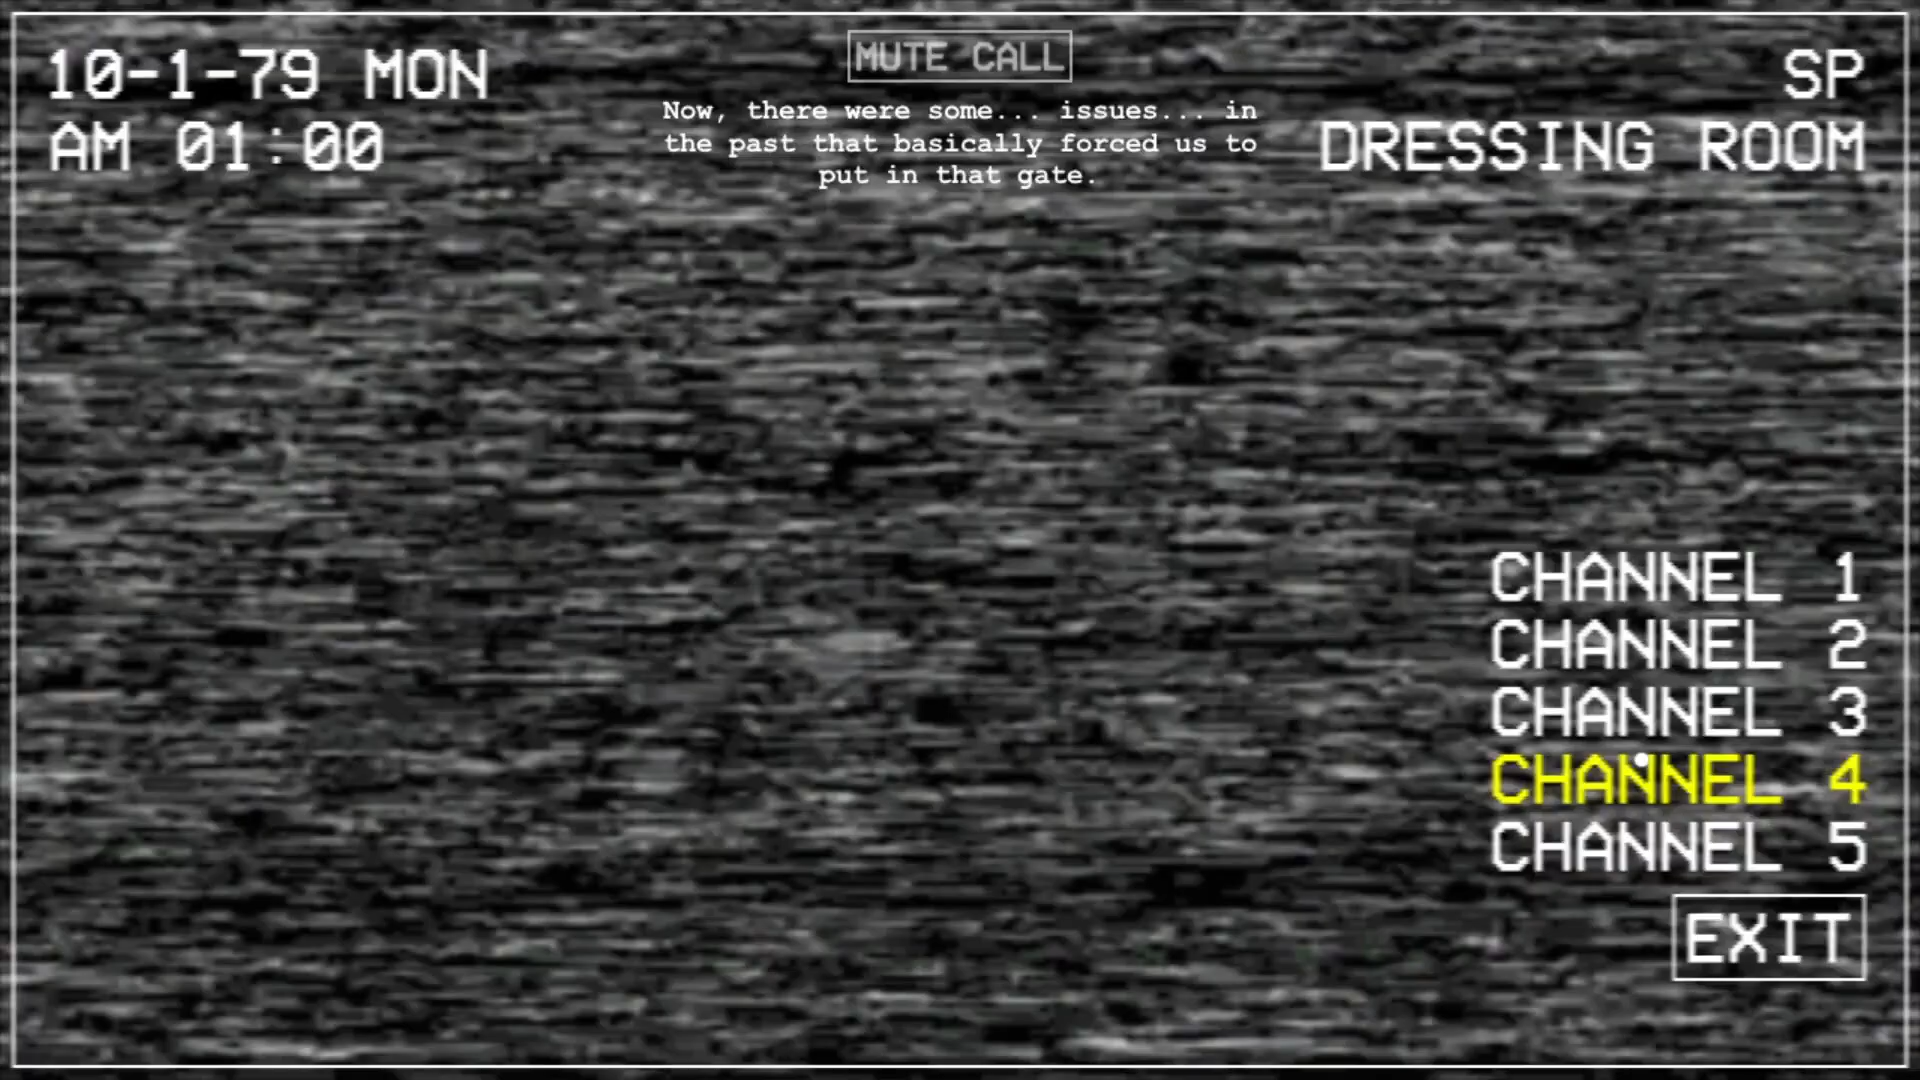 10-1-79 MON
AM 01:00
MUTE CALL
Now, there were some... issues... in
the past that basically forced us to
put in that gate.
SP
DRESSING ROOM
CHANNEL 1
CHANNEL 2
CHANNEL 3
CHANNEL 4
CHANNEL 5
EXIT